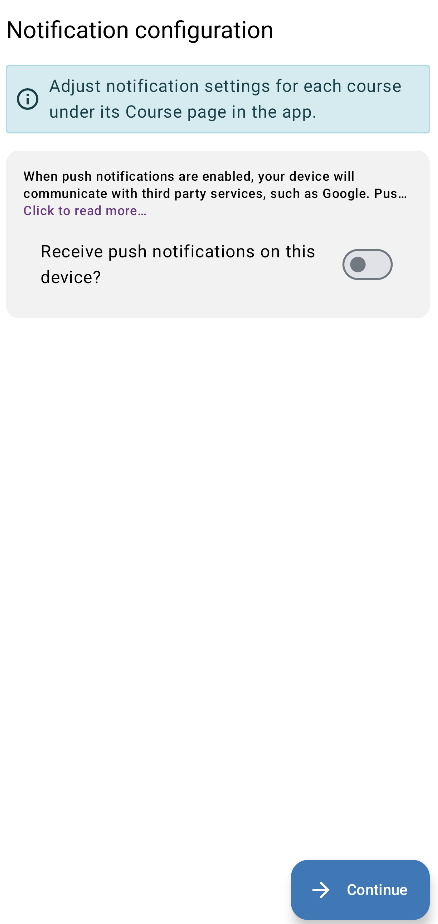 Notification configuration
Adjust notification settings for each course
under its Course page in the app.
When push notifications are enabled, your device will
communicate with third party services, such as Google. Pus…
Click to read more…
Receive push notifications on this
device?
Continue